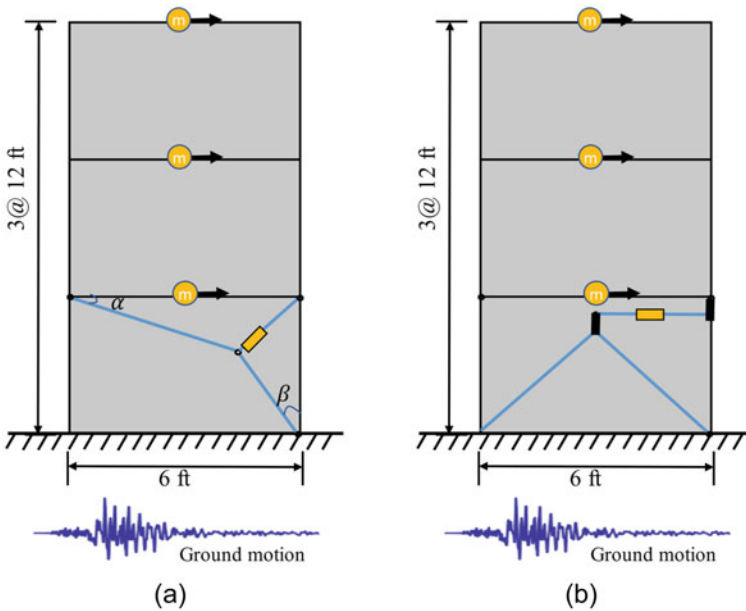 m
m
3@ 12 ft
m
α
β
6 ft
Ground motion
(a)
m
m
3@ 12 ft
m
6 ft
Ground motion
(b)